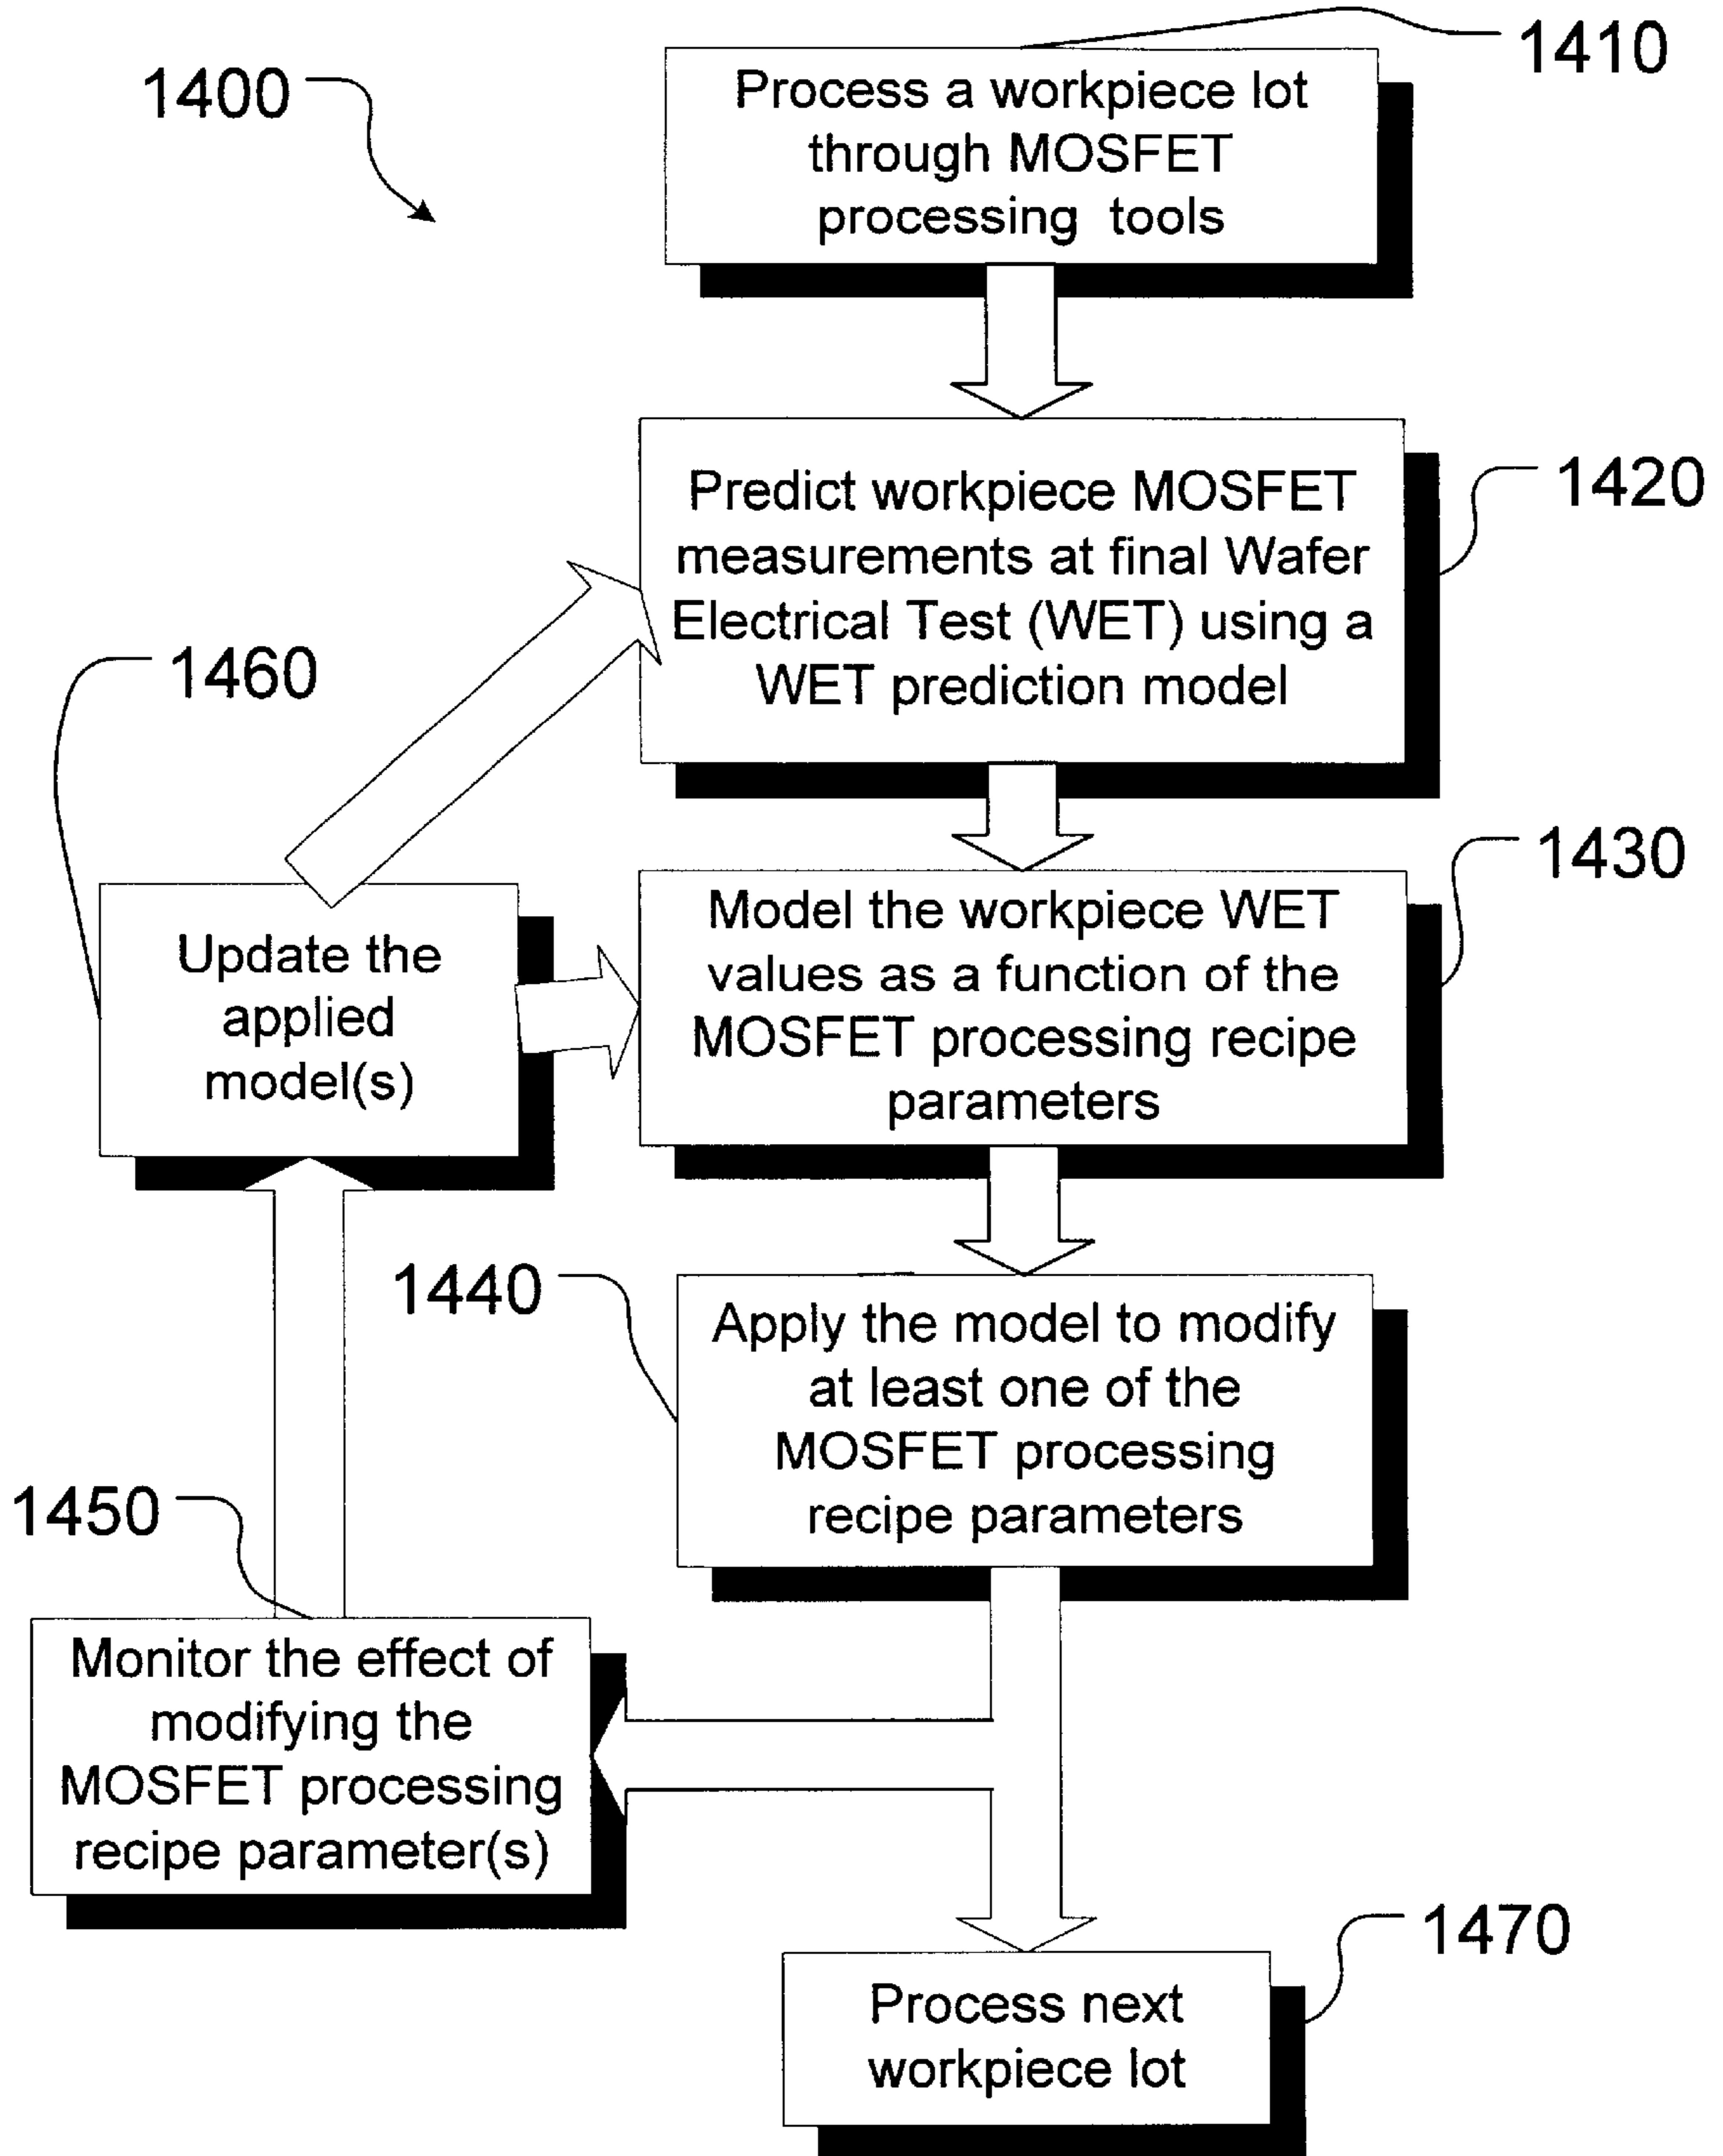 1400
1410
Process a workpiece lot
through MOSFET
processing tools
1420
Predict workpiece MOSFET
measurements at final Wafer
Electrical Test (WET) using a
WET prediction model
1460
Update the
applied
model(s)
1430
Model the workpiece WET
values as a function of the
MOSFET processing recipe
parameters
1440
Apply the model to modify
at least one of the
MOSFET processing
recipe parameters
1450
Monitor the effect of
modifying the
MOSFET processing
recipe parameter(s)
1470
Process next
workpiece lot